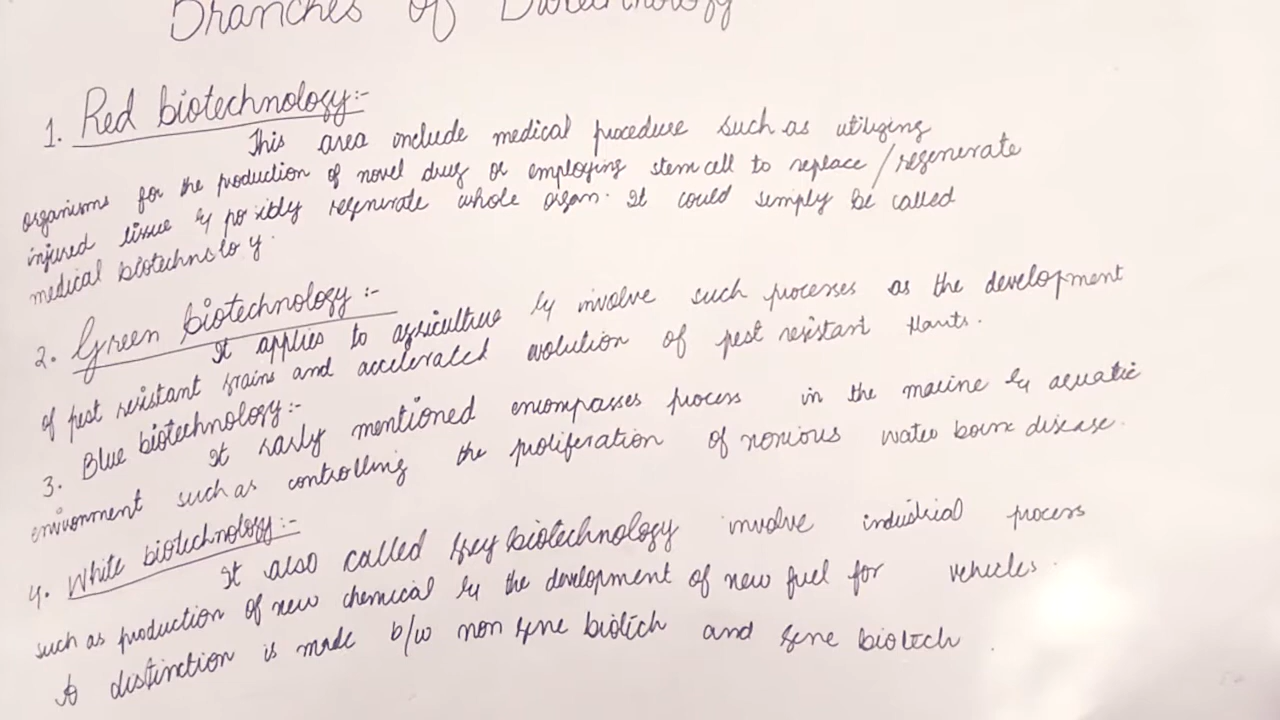 Branches of Biotechnology
1. Red biotechnology:-
This area include medical procedure such as utilizing
organisms for the production of novel drug or employing stem cell to replace / regenerate
injured tissue & possibly regenerate whole organ. It could simply be called
medical biotechnology.
2. Green biotechnology :-
It applies to agriculture & involve such processes as the development
of pest resistant grains and accelerated evolution of pest resistant plants.
3. Blue biotechnology:-
It rarly mentioned encompasses process in the marine & aquatic
environment such as controlling the proliferation of noxious water borne disease.
4. White biotechnology:-
It also called grey biotechnology involve industrial process
such as production of new chemical & the development of new fuel for vehicles.
A distinction is made b/w non gene biotech and gene biotech.